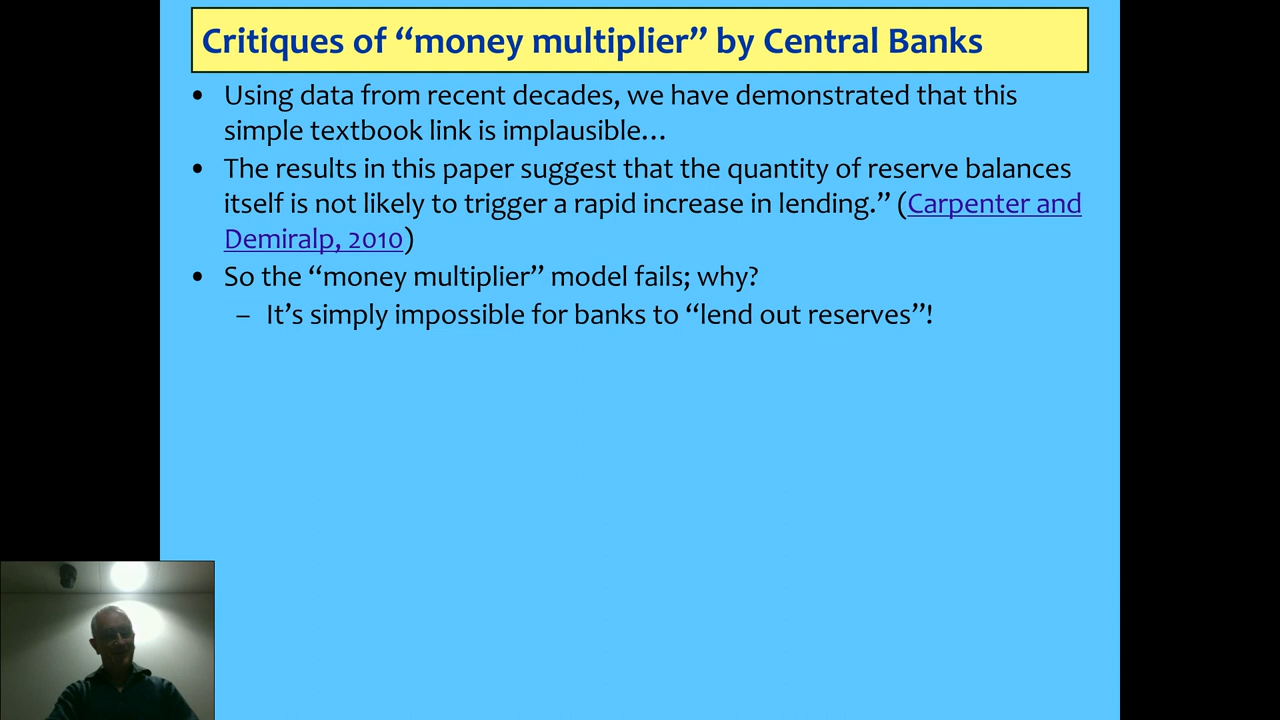 Critiques of “money multiplier” by Central Banks
• Using data from recent decades, we have demonstrated that this
simple textbook link is implausible…
• The results in this paper suggest that the quantity of reserve balances
itself is not likely to trigger a rapid increase in lending.” (Carpenter and
Demiralp, 2010)
• So the “money multiplier” model fails; why?
– It’s simply impossible for banks to “lend out reserves”!